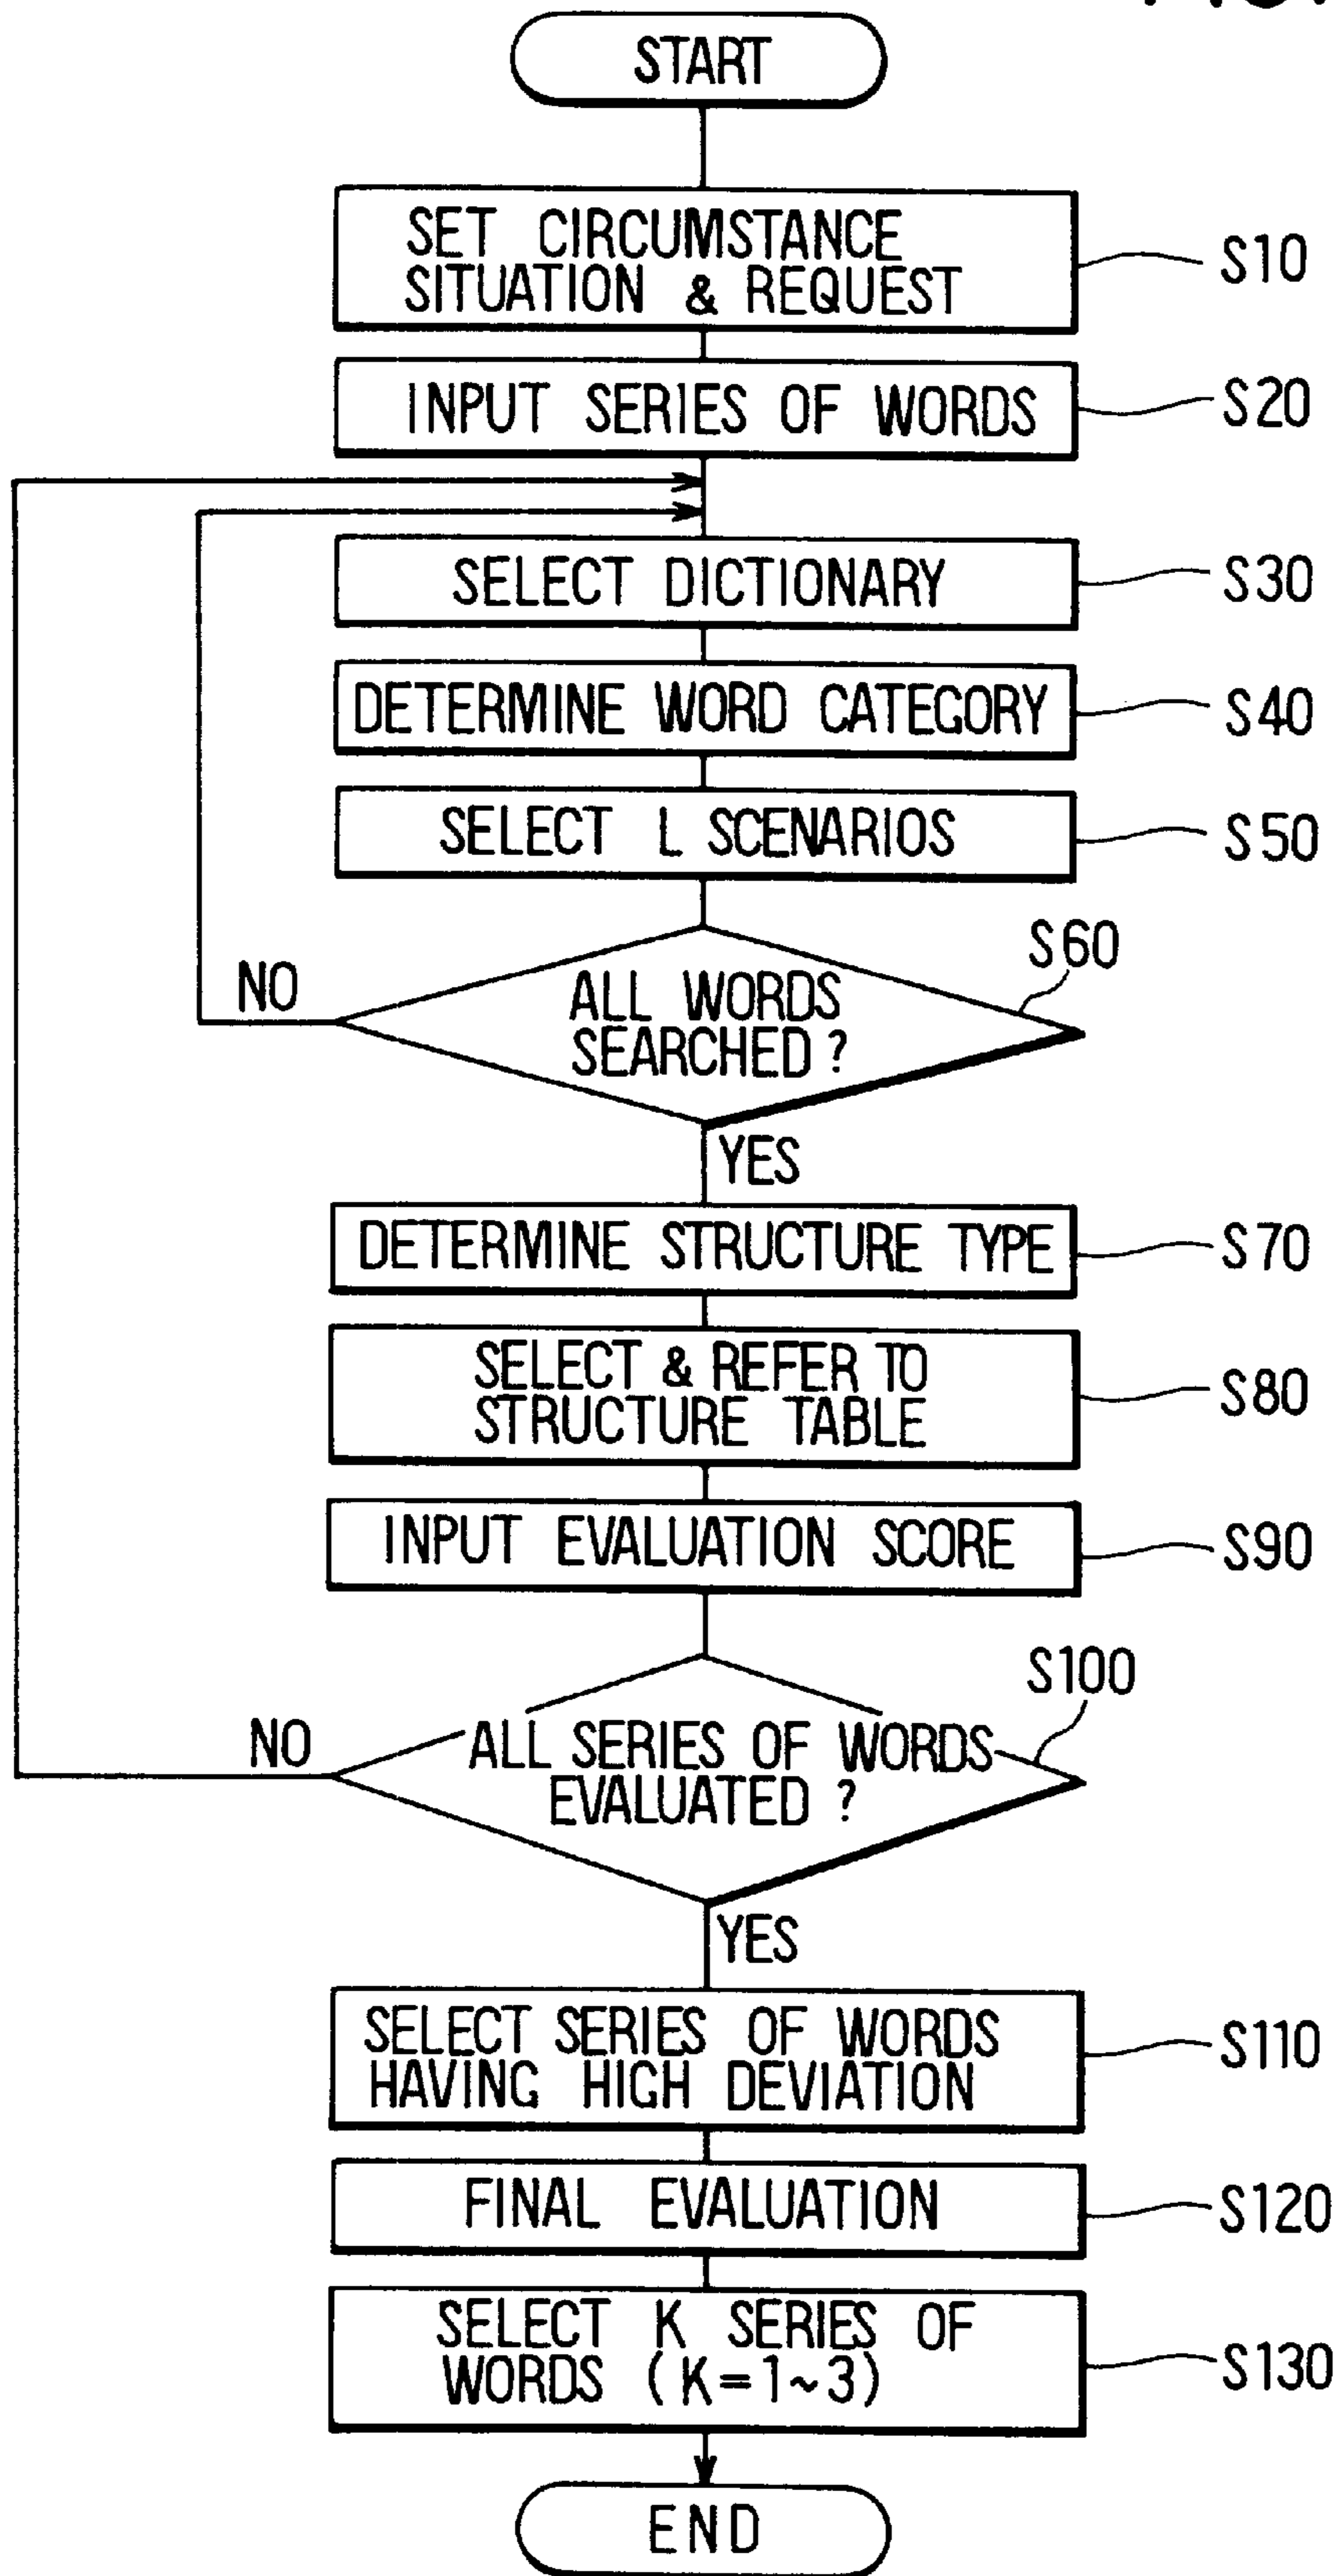 START
SET CIRCUMSTANCE
SITUATION & REQUEST
S10
INPUT SERIES OF WORDS
S20
SELECT DICTIONARY
S30
DETERMINE WORD CATEGORY
S40
SELECT L SCENARIOS
S50
S60
NO
ALL WORDS
SEARCHED ?
YES
DETERMINE STRUCTURE TYPE
S70
SELECT & REFER TO
STRUCTURE TABLE
S80
INPUT EVALUATION SCORE
S90
S100
NO
ALL SERIES OF WORDS
EVALUATED ?
YES
SELECT SERIES OF WORDS
HAVING HIGH DEVIATION
S110
FINAL EVALUATION
S120
SELECT K SERIES OF
WORDS (K=1~3)
S130
END